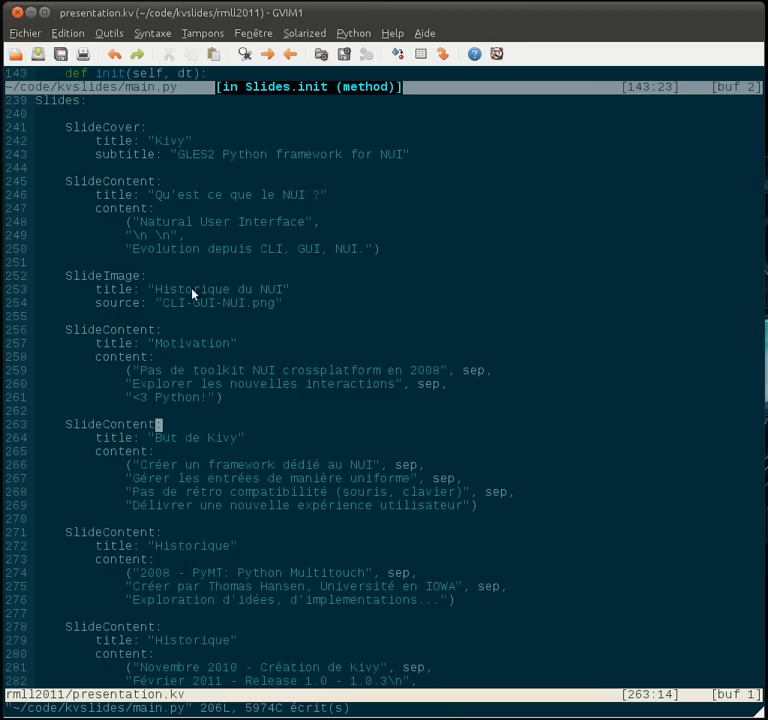 presentation.kv (~/code/kvslides/rmll2011) - GVIM1
Fichier Edition Outils Syntaxe Tampons Fenêtre Solarized Python Help Aide
143     def init(self, dt):
~/code/kvslides/main.py     [in Slides.init (method)]     [143:23]     [buf 2]
239 Slides:
240
241     SlideCover:
242         title: "Kivy"
243         subtitle: "GLES2 Python framework for NUI"
244
245     SlideContent:
246         title: "Qu'est ce que le NUI ?"
247         content:
248             ("Natural User Interface",
249             "\n \n",
250             "Evolution depuis CLI, GUI, NUI.")
251
252     SlideImage:
253         title: "Historique du NUI"
254         source: "CLI-GUI-NUI.png"
255
256     SlideContent:
257         title: "Motivation"
258         content:
259             ("Pas de toolkit NUI crossplatform en 2008", sep,
260             "Explorer les nouvelles interactions", sep,
261             "<3 Python!")
262
263     SlideContent:
264         title: "But de Kivy"
265         content:
266             ("Créer un framework dédié au NUI", sep,
267             "Gérer les entrées de manière uniforme", sep,
268             "Pas de rétro compatibilité (souris, clavier)", sep,
269             "Délivrer une nouvelle expérience utilisateur")
270
271     SlideContent:
272         title: "Historique"
273         content:
274             ("2008 - PyMT: Python Multitouch", sep,
275             "Créer par Thomas Hansen, Université en IOWA", sep,
276             "Exploration d'idées, d'implementations...")
277
278     SlideContent:
279         title: "Historique"
280         content:
281             ("Novembre 2010 - Création de Kivy", sep,
282             "Février 2011 - Release 1.0 - 1.0.3\n",
rmll2011/presentation.kv     [263:14]     [buf 1]
"~/code/kvslides/main.py" 206L, 5974C écrit(s)